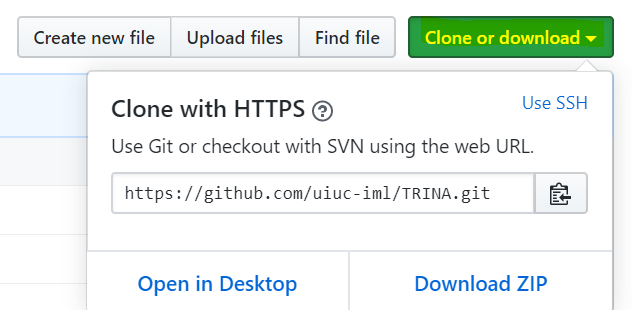 Create new file Upload files Find file Clone or download
Clone with HTTPS ? Use SSH
Use Git or checkout with SVN using the web URL.
https://github.com/uiuc-iml/TRINA.git
Open in Desktop Download ZIP